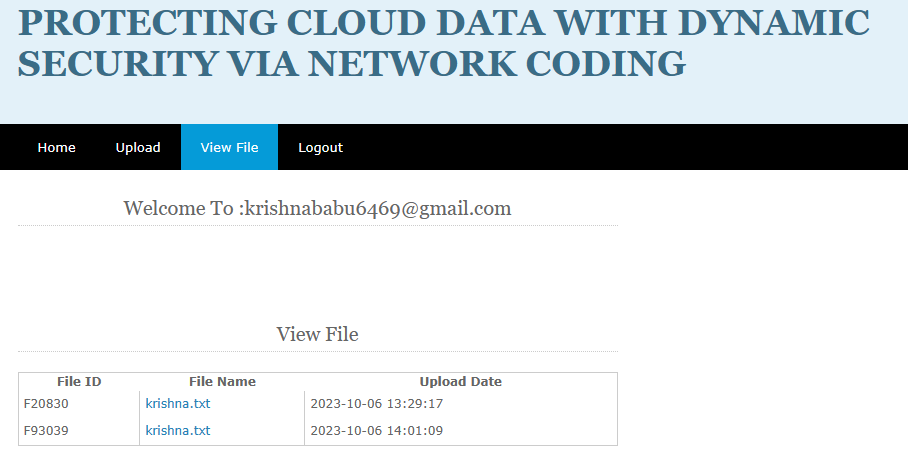 PROTECTING CLOUD DATA WITH DYNAMIC
SECURITY VIA NETWORK CODING
Home Upload View File Logout
Welcome To :krishnababu6469@gmail.com
View File
File ID File Name Upload Date
F20830 krishna.txt 2023-10-06 13:29:17
F93039 krishna.txt 2023-10-06 14:01:09